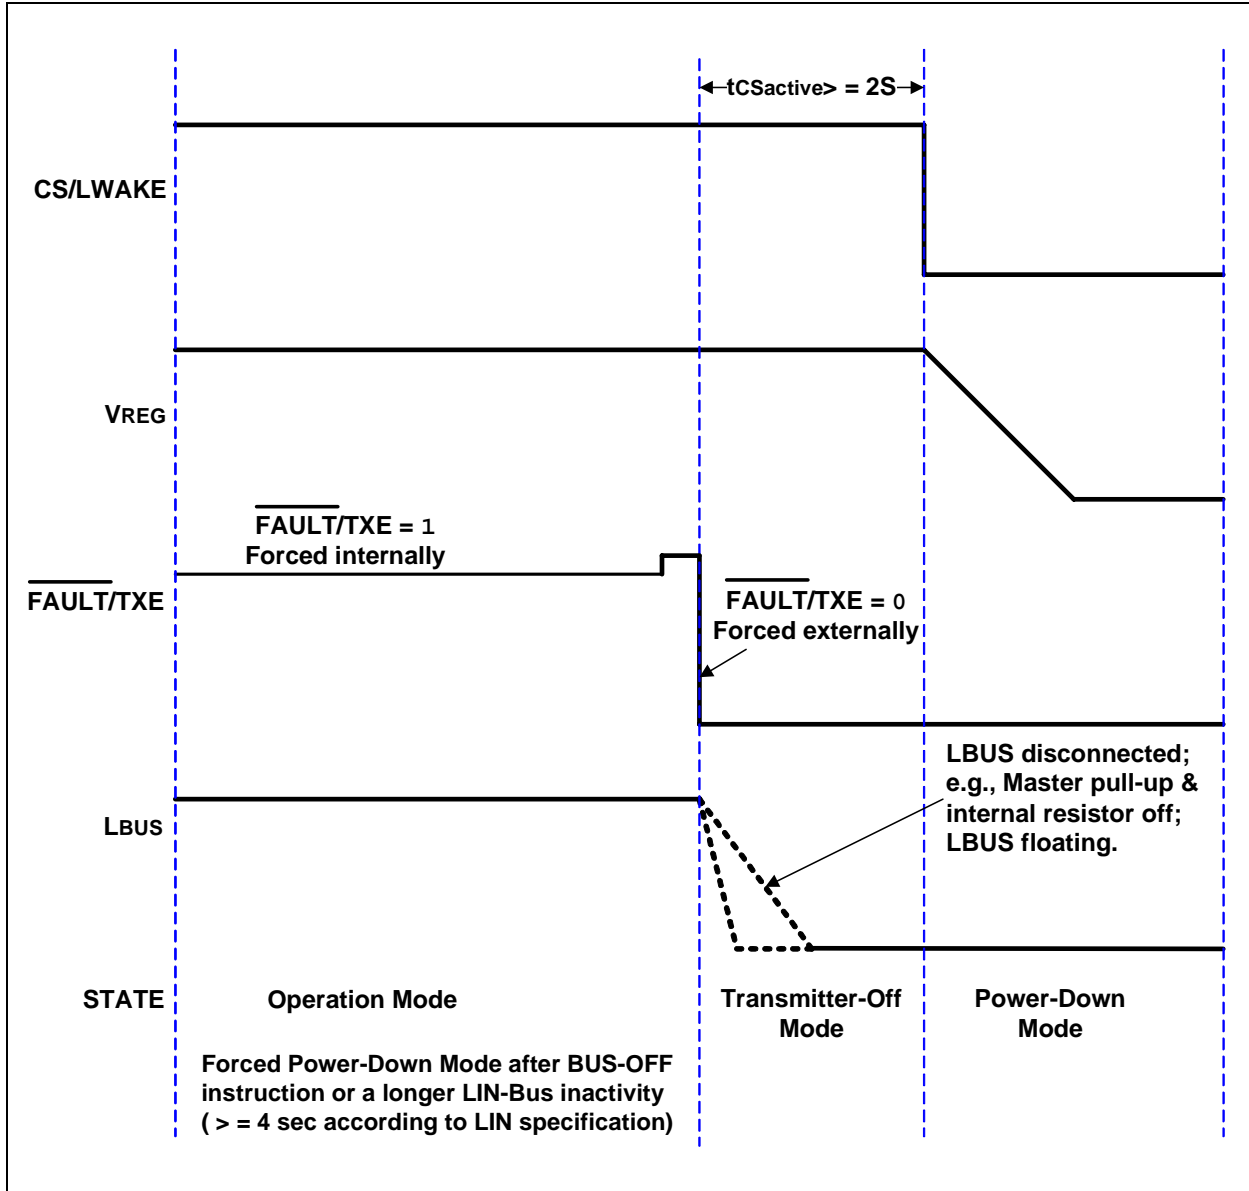 tCSactive> = 2S
CS/LWAKE
VREG
FAULT/TXE = 1
Forced internally
FAULT/TXE
FAULT/TXE = 0
Forced externally
LBUS disconnected;
e.g., Master pull-up &
internal resistor off;
LBUS floating.
LBUS
STATE
Operation Mode
Transmitter-Off
Mode
Power-Down
Mode
Forced Power-Down Mode after BUS-OFF
instruction or a longer LIN-Bus inactivity
( > = 4 sec according to LIN specification)